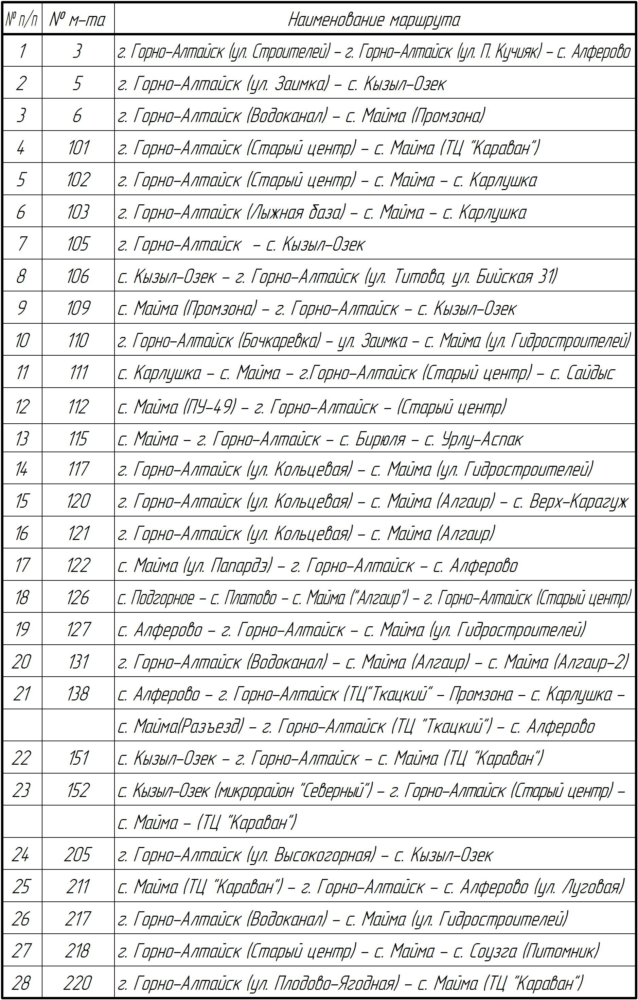 № п/п № м-та Наименование маршрута
1 3 г. Горно-Алтайск (ул. Строителей) - г. Горно-Алтайск (ул. П. Кучияк) - с. Алферово
2 5 г. Горно-Алтайск (ул. Заимка) - с. Кызыл-Озек
3 6 г. Горно-Алтайск (Водоканал) - с. Майма (Промзона)
4 101 г. Горно-Алтайск (Старый центр) - с. Майма (ТЦ "Караван")
5 102 г. Горно-Алтайск (Старый центр) - с. Майма - с. Карлушка
6 103 г. Горно-Алтайск (Лыжная база) - с. Майма - с. Карлушка
7 105 г. Горно-Алтайск - с. Кызыл-Озек
8 106 с. Кызыл-Озек - г. Горно-Алтайск (ул. Титова, ул. Бийская 31)
9 109 с. Майма (Промзона) - г. Горно-Алтайск - с. Кызыл-Озек
10 110 г. Горно-Алтайск (Бочкаревка) - ул. Заимка - с. Майма (ул. Гидростроителей)
11 111 с. Карлушка - с. Майма - г.Горно-Алтайск (Старый центр) - с. Сайдыс
12 112 с. Майма (ПУ-49) - г. Горно-Алтайск - (Старый центр)
13 115 с. Майма - г. Горно-Алтайск - с. Бирюля - с. Урлу-Аспак
14 117 г. Горно-Алтайск (ул. Кольцевая) - с. Майма (ул. Гидростроителей)
15 120 г. Горно-Алтайск (ул. Кольцевая) - с. Майма (Алгаир) - с. Верх-Карагуж
16 121 г. Горно-Алтайск (ул. Кольцевая) - с. Майма (Алгаир)
17 122 с. Майма (ул. Папардэ) - г. Горно-Алтайск - с. Алферово
18 126 с. Подгорное - с. Платово - с. Майма ("Алгаир") - г. Горно-Алтайск (Старый центр)
19 127 с. Алферово - г. Горно-Алтайск - с. Майма (ул. Гидростроителей)
20 131 г. Горно-Алтайск (Водоканал) - с. Майма (Алгаир) - с. Майма (Алгаир-2)
21 138 с. Алферово - г. Горно-Алтайск (ТЦ"Ткацкий" - Промзона - с. Карлушка -
с. Майма(Разъезд) - г. Горно-Алтайск (ТЦ "Ткацкий") - с. Алферово
22 151 с. Кызыл-Озек - г. Горно-Алтайск - с. Майма (ТЦ "Караван")
23 152 с. Кызыл-Озек (микрорайон "Северный") - г. Горно-Алтайск (Старый центр) -
с. Майма - (ТЦ "Караван")
24 205 г. Горно-Алтайск (ул. Высокогорная) - с. Кызыл-Озек
25 211 с. Майма (ТЦ "Караван") - г. Горно-Алтайск - с. Алферово (ул. Луговая)
26 217 г. Горно-Алтайск (Водоканал) - с. Майма (ул. Гидростроителей)
27 218 г. Горно-Алтайск (Старый центр) - с. Майма - с. Соузга (Питомник)
28 220 г. Горно-Алтайск (ул. Плодово-Ягодная) - с. Майма (ТЦ "Караван")